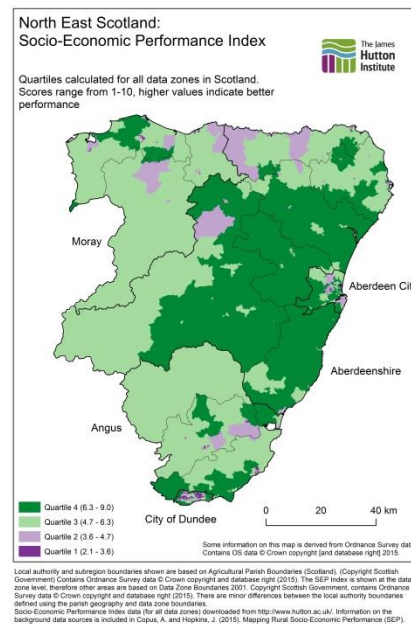 North East Scotland:
Socio-Economic Performance Index
The James
Hutton
Institute
Quartiles calculated for all data zones in Scotland.
Scores range from 1-10, higher values indicate better
performance
Moray
Aberdeen City
Aberdeenshire
Angus
City of Dundee
Quartile 4 (6.3 - 9.0)
Quartile 3 (4.7 - 6.3)
Quartile 2 (3.6 - 4.7)
Quartile 1 (2.1 - 3.6)
0 20 40 km
Some information on this map is derived from Ordnance Survey data
Contains OS data © Crown copyright [and database right] 2015.
Local authority and subregion boundaries shown are based on Agricultural Parish Boundaries (Scotland). (Copyright Scottish
Government) Contains Ordnance Survey data © Crown copyright and database right (2015). The SEP Index is shown at the data
zone level, therefore other areas are based on Data Zone Boundaries 2001. Copyright Scottish Government, contains Ordnance
Survey data © Crown copyright and database right (2015). There are minor differences between the local authority boundaries
defined using the parish geography and data zone boundaries.
Socio-Economic Performance Index data (for all data zones) downloaded from http://www.hutton.ac.uk/. Information on the
background data sources is included in Copus, A. and Hopkins, J. (2015). Mapping Rural Socio-Economic Performance (SEP).